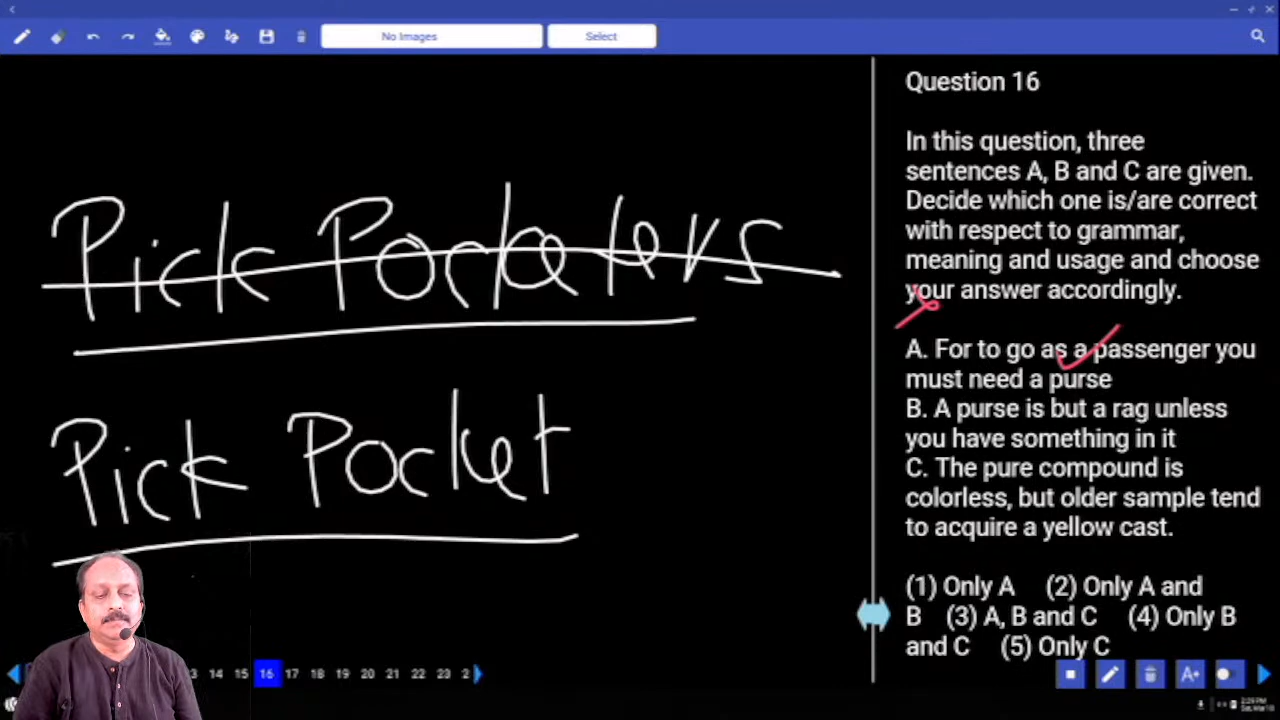 No Images
Select
Question 16
In this question, three
sentences A, B and C are given.
Decide which one is/are correct
with respect to grammar,
meaning and usage and choose
your answer accordingly.
A. For to go as a passenger you
must need a purse
B. A purse is but a rag unless
you have something in it
C. The pure compound is
colorless, but older sample tend
to acquire a yellow cast.
(1) Only A (2) Only A and
B (3) A, B and C (4) Only B
and C (5) Only C
Pick Pocketers
Pick Pocket
3 14 15 16 17 18 19 20 21 22 23 2
A+